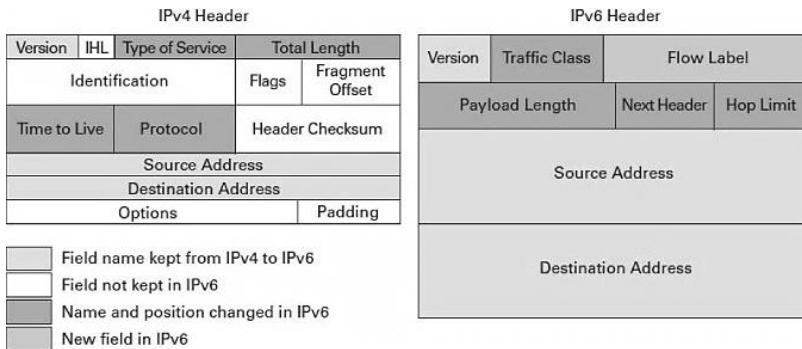 IPv4 Header
Version IHL Type of Service Total Length
Identification Flags Fragment Offset
Time to Live Protocol Header Checksum
Source Address
Destination Address
Options Padding
Field name kept from IPv4 to IPv6
Field not kept in IPv6
Name and position changed in IPv6
New field in IPv6
IPv6 Header
Version Traffic Class Flow Label
Payload Length Next Header Hop Limit
Source Address
Destination Address